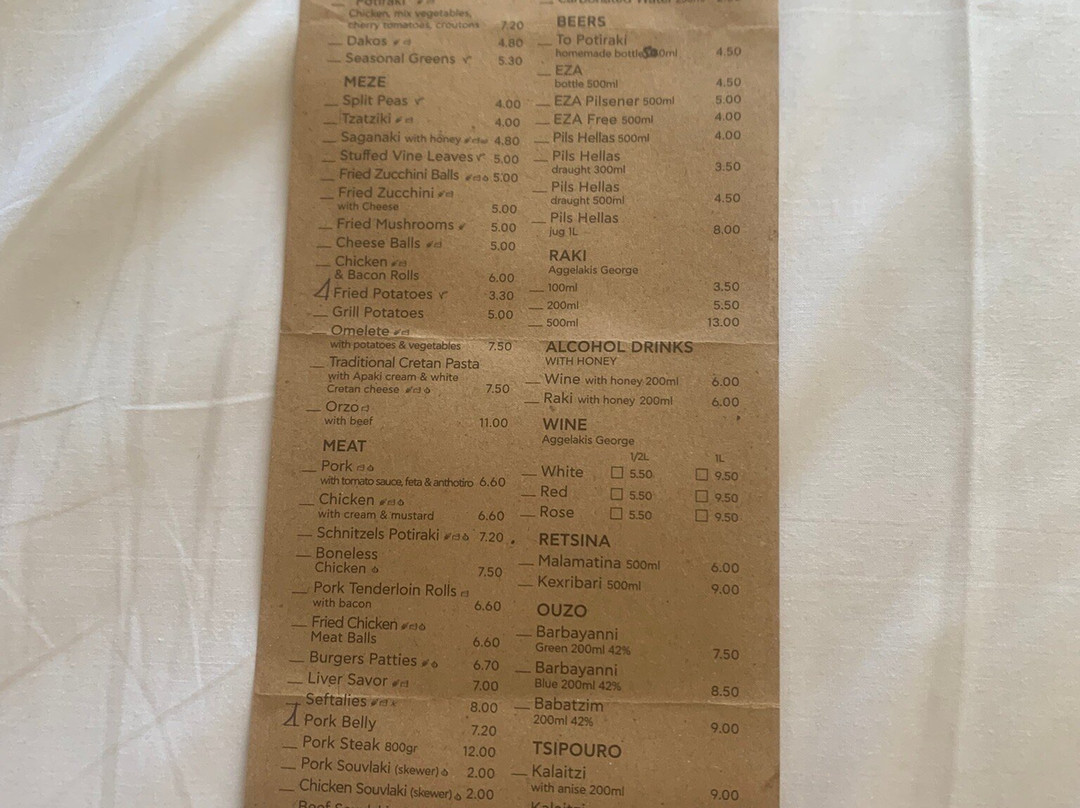 Potiraki
Chicken, mix vegetables,
cherry tomatoes, croutons 7.20
Dakos 4.80
Seasonal Greens 5.30
MEZE
Split Peas 4.00
Tzatziki 4.00
Saganaki with honey 4.80
Stuffed Vine Leaves 5.00
Fried Zucchini Balls 5.00
Fried Zucchini
with Cheese 5.00
Fried Mushrooms 5.00
Cheese Balls 5.00
Chicken
& Bacon Rolls 6.00
1 Fried Potatoes 3.30
Grill Potatoes 5.00
Omelete
with potatoes & vegetables 7.50
Traditional Cretan Pasta
with Apaki cream & white
Cretan cheese 7.50
Orzo
with beef 11.00
MEAT
Pork
with tomato sauce, feta & anthotiro 6.60
Chicken
with cream & mustard 6.60
Schnitzels Potiraki 7.20
Boneless
Chicken 7.50
Pork Tenderloin Rolls
with bacon 6.60
Fried Chicken
Meat Balls 6.60
Burgers Patties 6.70
Liver Savor 7.00
Seftalies 8.00
1 Pork Belly 7.20
Pork Steak 800gr 12.00
Pork Souvlaki (skewer) 2.00
Chicken Souvlaki (skewer) 2.00
BEERS
To Potiraki
homemade bottle 0ml 4.50
EZA
bottle 500ml 4.50
EZA Pilsener 500ml 5.00
EZA Free 500ml 4.00
Pils Hellas 500ml 4.00
Pils Hellas
draught 300ml 3.50
Pils Hellas
draught 500ml 4.50
Pils Hellas
jug 1L 8.00
RAKI
Aggelakis George
100ml 3.50
200ml 5.50
500ml 13.00
ALCOHOL DRINKS
WITH HONEY
Wine with honey 200ml 6.00
Raki with honey 200ml 6.00
WINE
Aggelakis George
1/2L 1L
White 5.50 9.50
Red 5.50 9.50
Rose 5.50 9.50
RETSINA
Malamatina 500ml 6.00
Kexribari 500ml 9.00
OUZO
Barbayanni
Green 200ml 42% 7.50
Barbayanni
Blue 200ml 42% 8.50
Babatzim
200ml 42% 9.00
TSIPOURO
Kalaitzi
with anise 200ml 9.00